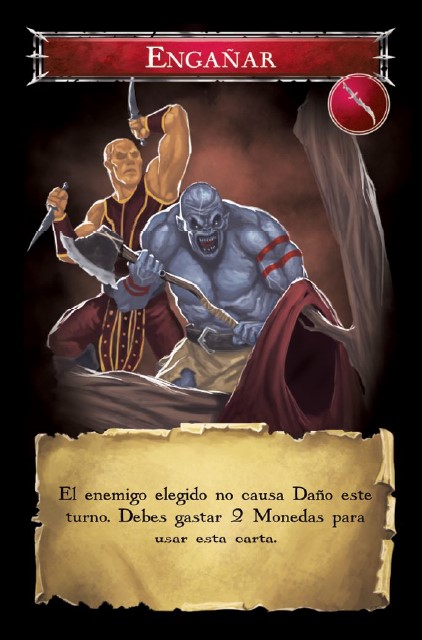 Engañar
El enemigo elegido no causa Daño este
turno. Debes gastar 2 Monedas para
usar esta carta.